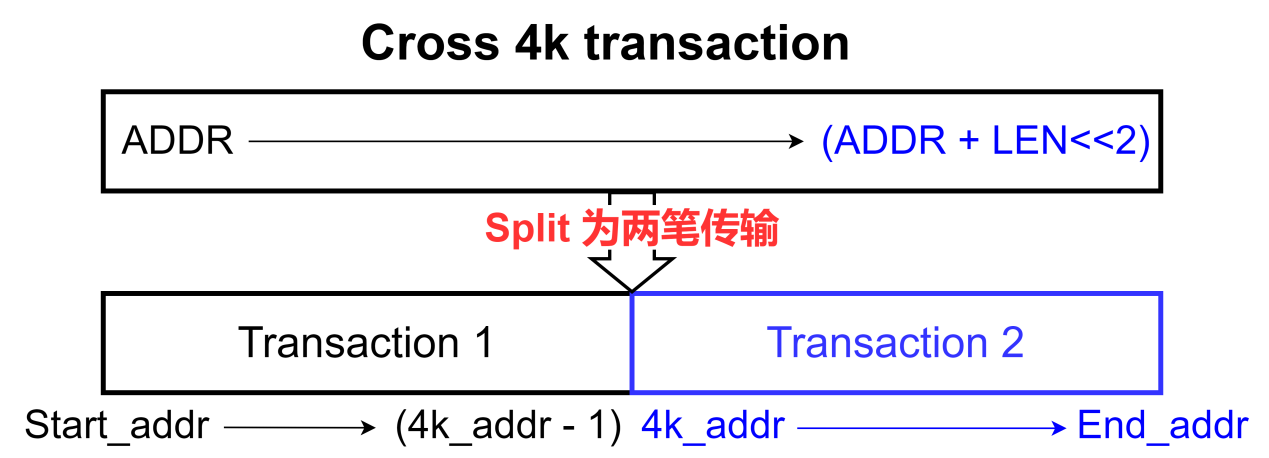 Cross 4k transaction
ADDR (ADDR + LEN<<2)
Split 为两笔传输
Transaction 1 Transaction 2
Start_addr (4k_addr - 1) 4k_addr End_addr